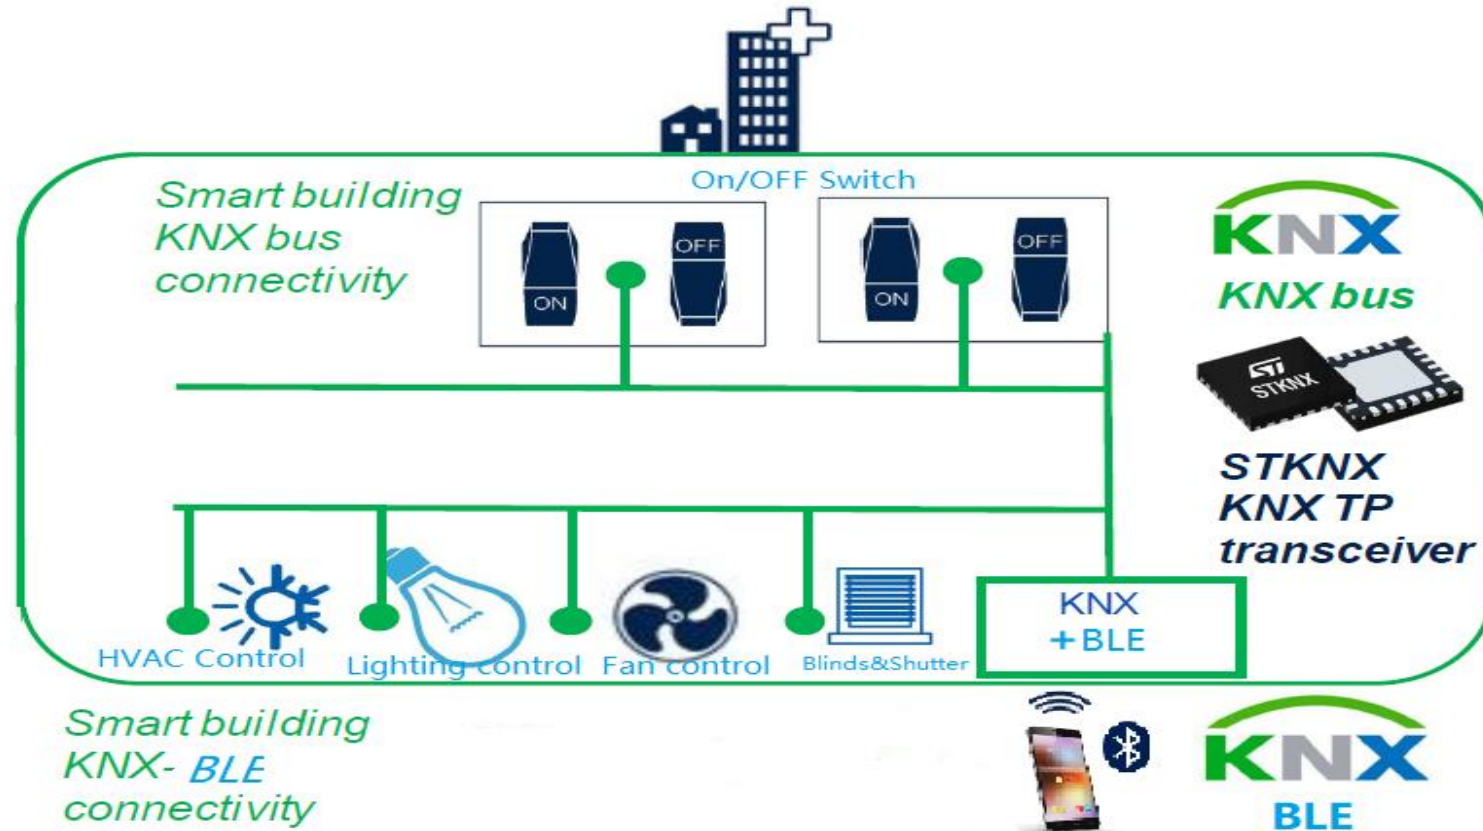 On/OFF Switch
Smart building
KNX bus
connectivity
ON
OFF
ON
OFF
KNX
KNX bus
ST
STKNX
STKNX
KNX TP
transceiver
HVAC Control
Lighting control
Fan control
Blinds&Shutter
KNX
+BLE
Smart building
KNX- BLE
connectivity
KNX
BLE